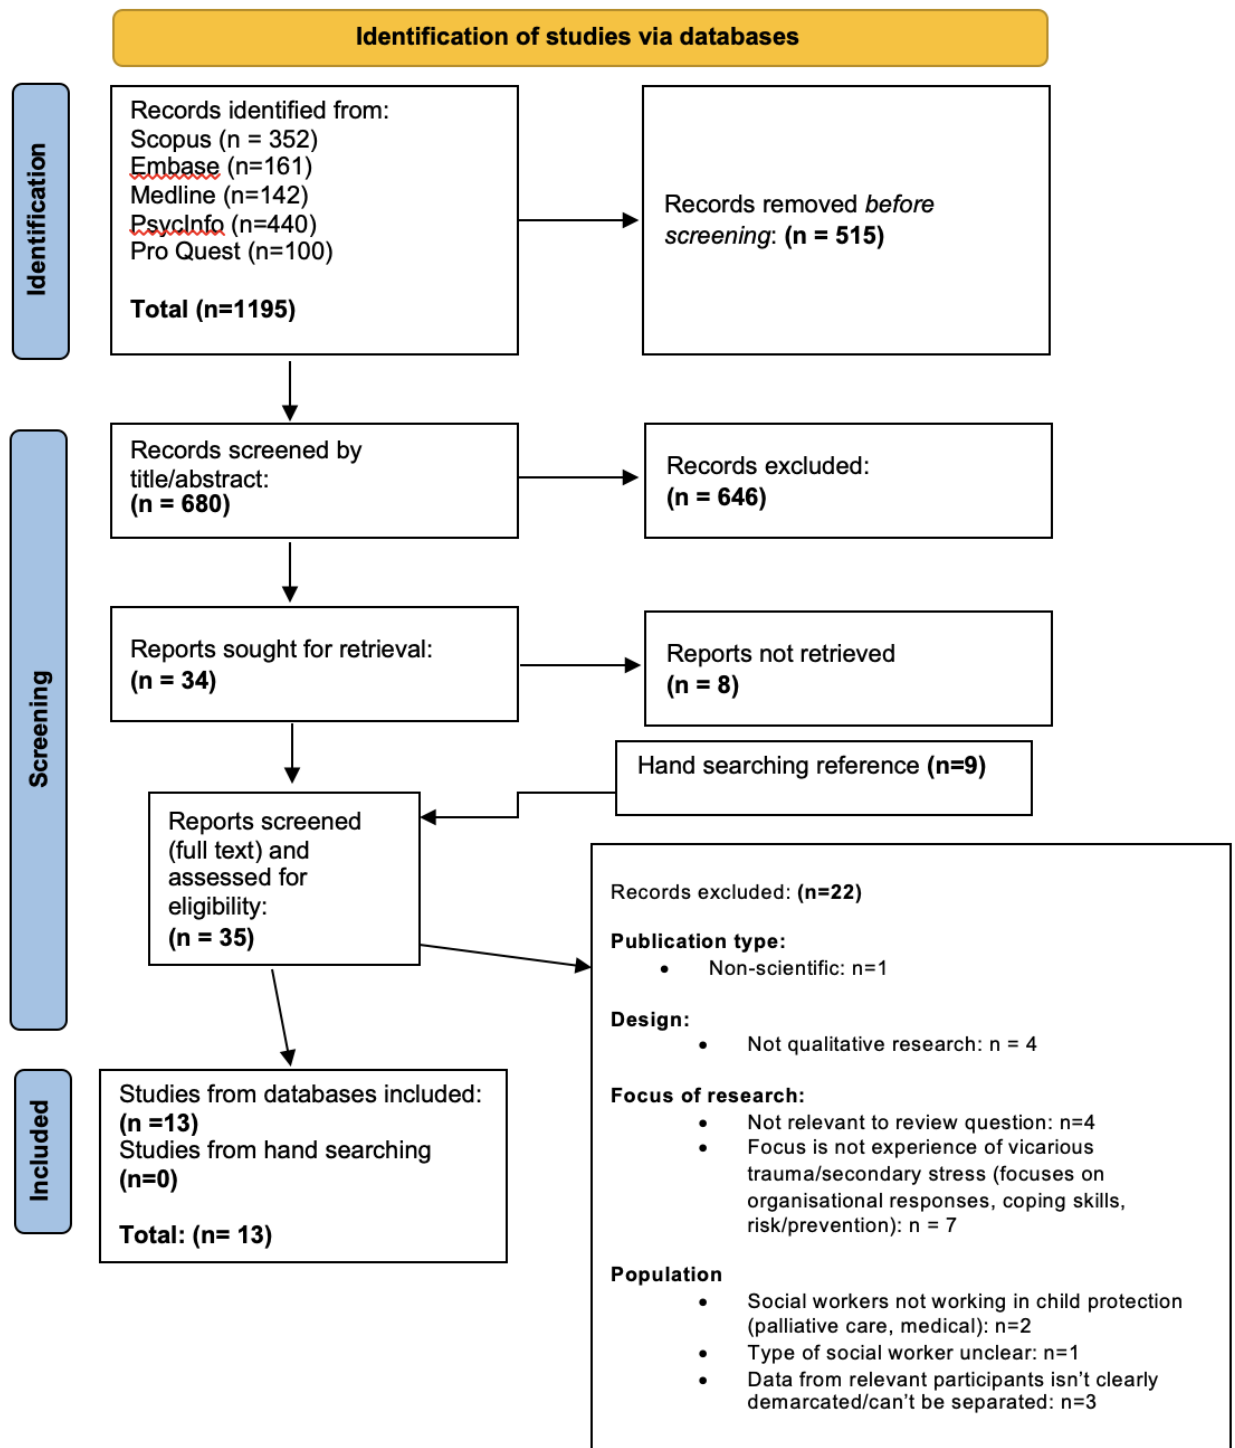 Identification of studies via databases
Identification
Records identified from:
Scopus (n = 352)
Embase (n=161)
Medline (n=142)
PsycInfo (n=440)
Pro Quest (n=100)
Total (n=1195)
Records removed before
screening: (n = 515)
Screening
Records screened by
title/abstract:
(n = 680)
Records excluded:
(n = 646)
Reports sought for retrieval:
(n = 34)
Reports not retrieved
(n = 8)
Hand searching reference (n=9)
Reports screened
(full text) and
assessed for
eligibility:
(n = 35)
Records excluded: (n=22)
Publication type:
• Non-scientific: n=1
Design:
• Not qualitative research: n = 4
Focus of research:
• Not relevant to review question: n=4
• Focus is not experience of vicarious
trauma/secondary stress (focuses on
organisational responses, coping skills,
risk/prevention): n = 7
Population
• Social workers not working in child protection
(palliative care, medical): n=2
• Type of social worker unclear: n=1
• Data from relevant participants isn’t clearly
demarcated/can’t be separated: n=3
Included
Studies from databases included:
(n =13)
Studies from hand searching
(n=0)
Total: (n= 13)